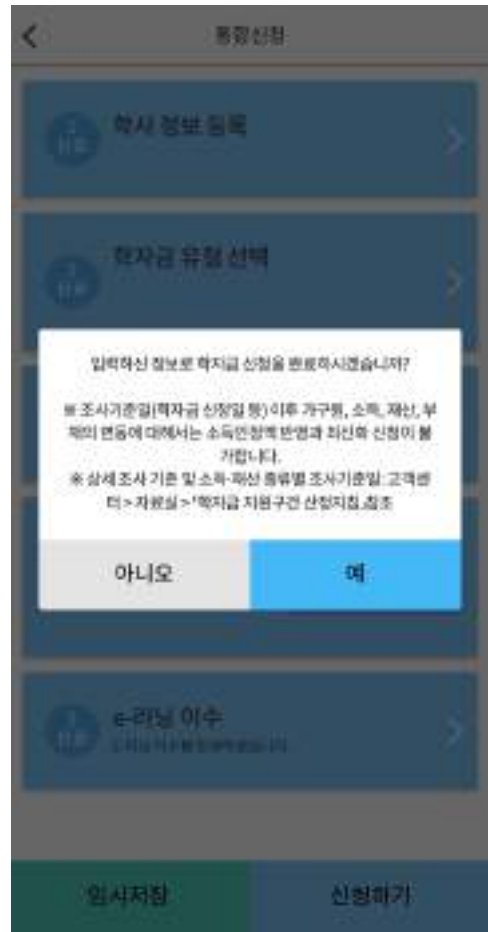 통합신청
학사 정보 등록
학자금 유형 선택
입력하신 정보로 학자금 신청을 완료하시겠습니까?
※ 조사기준일(학자금 신청일 등) 이후 가구원, 소득, 재산, 부
채의 변동에 대해서는 소득인정액 반영과 최신화 신청이 불
가합니다.
※ 상세 조사 기준 및 소득·재산 종류별 조사기준일: 고객센
터 > 자료실 > 「학자금 지원구간 산정지침」참조
아니오
예
e-러닝 이수
임시저장
신청하기